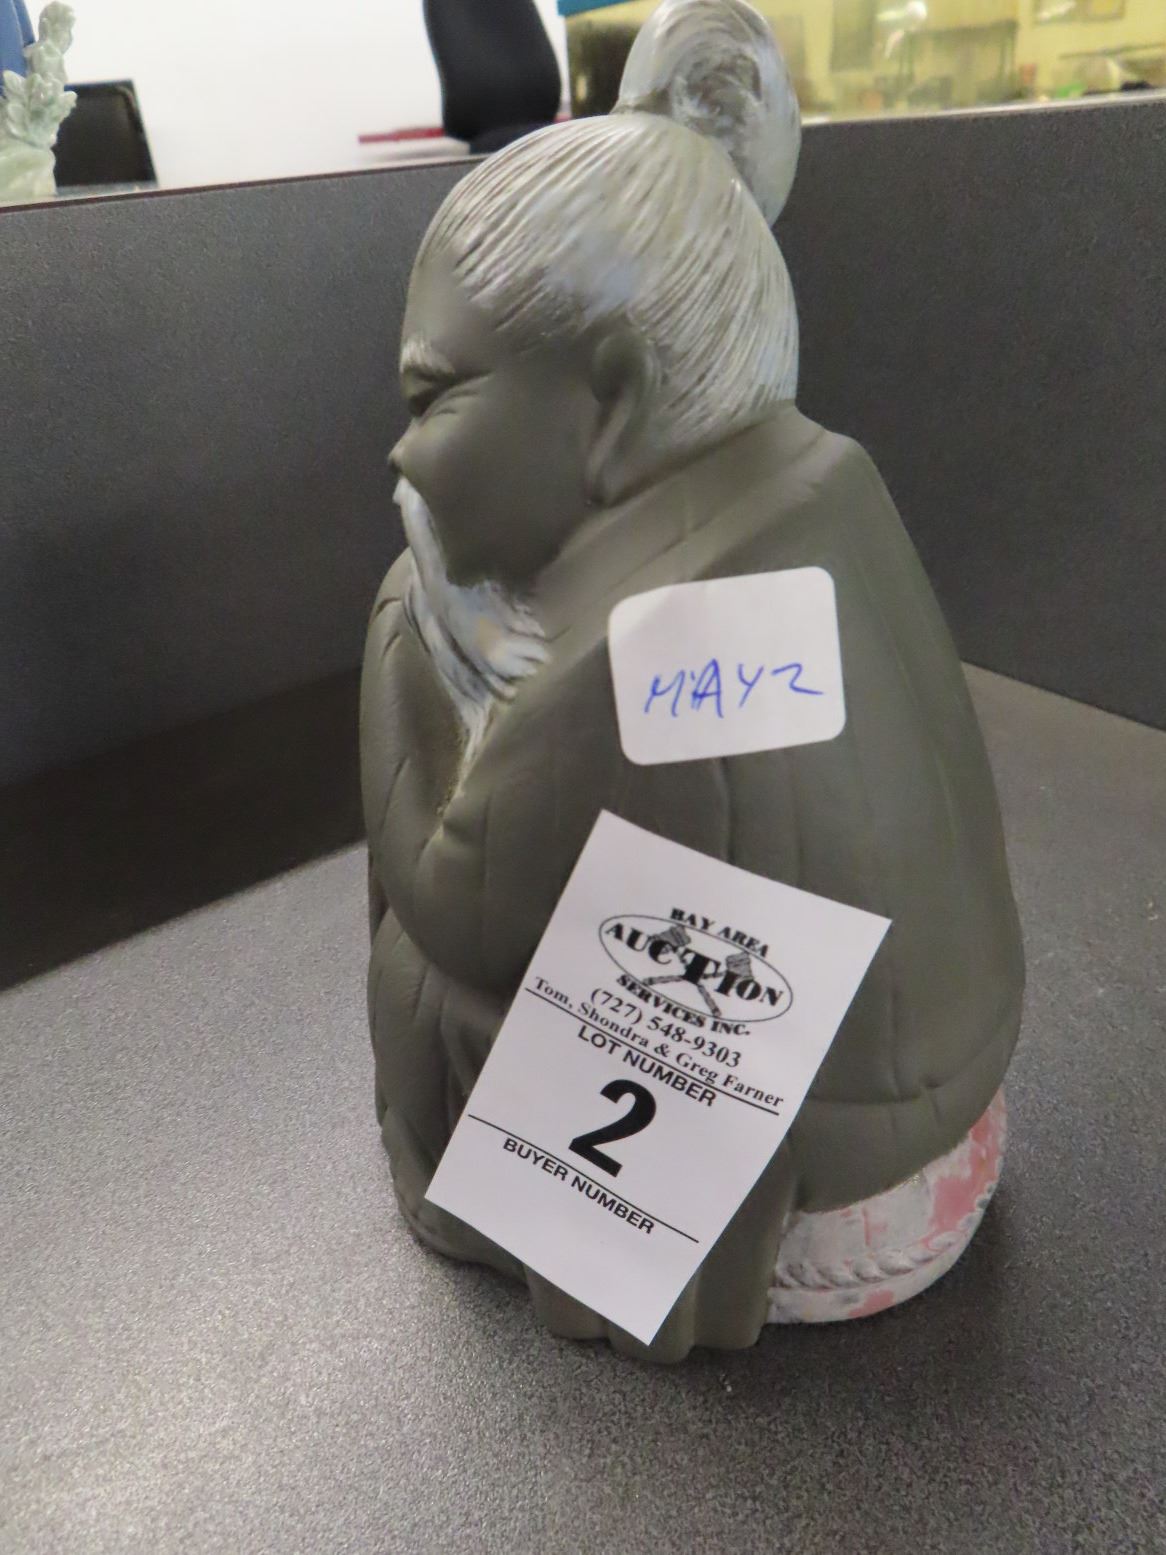 M'AY2
BAY AREA
AUCTION
SERVICES INC.
(727) 548-9303
Tom, Shondra & Greg Farner
LOT NUMBER
2
BUYER NUMBER